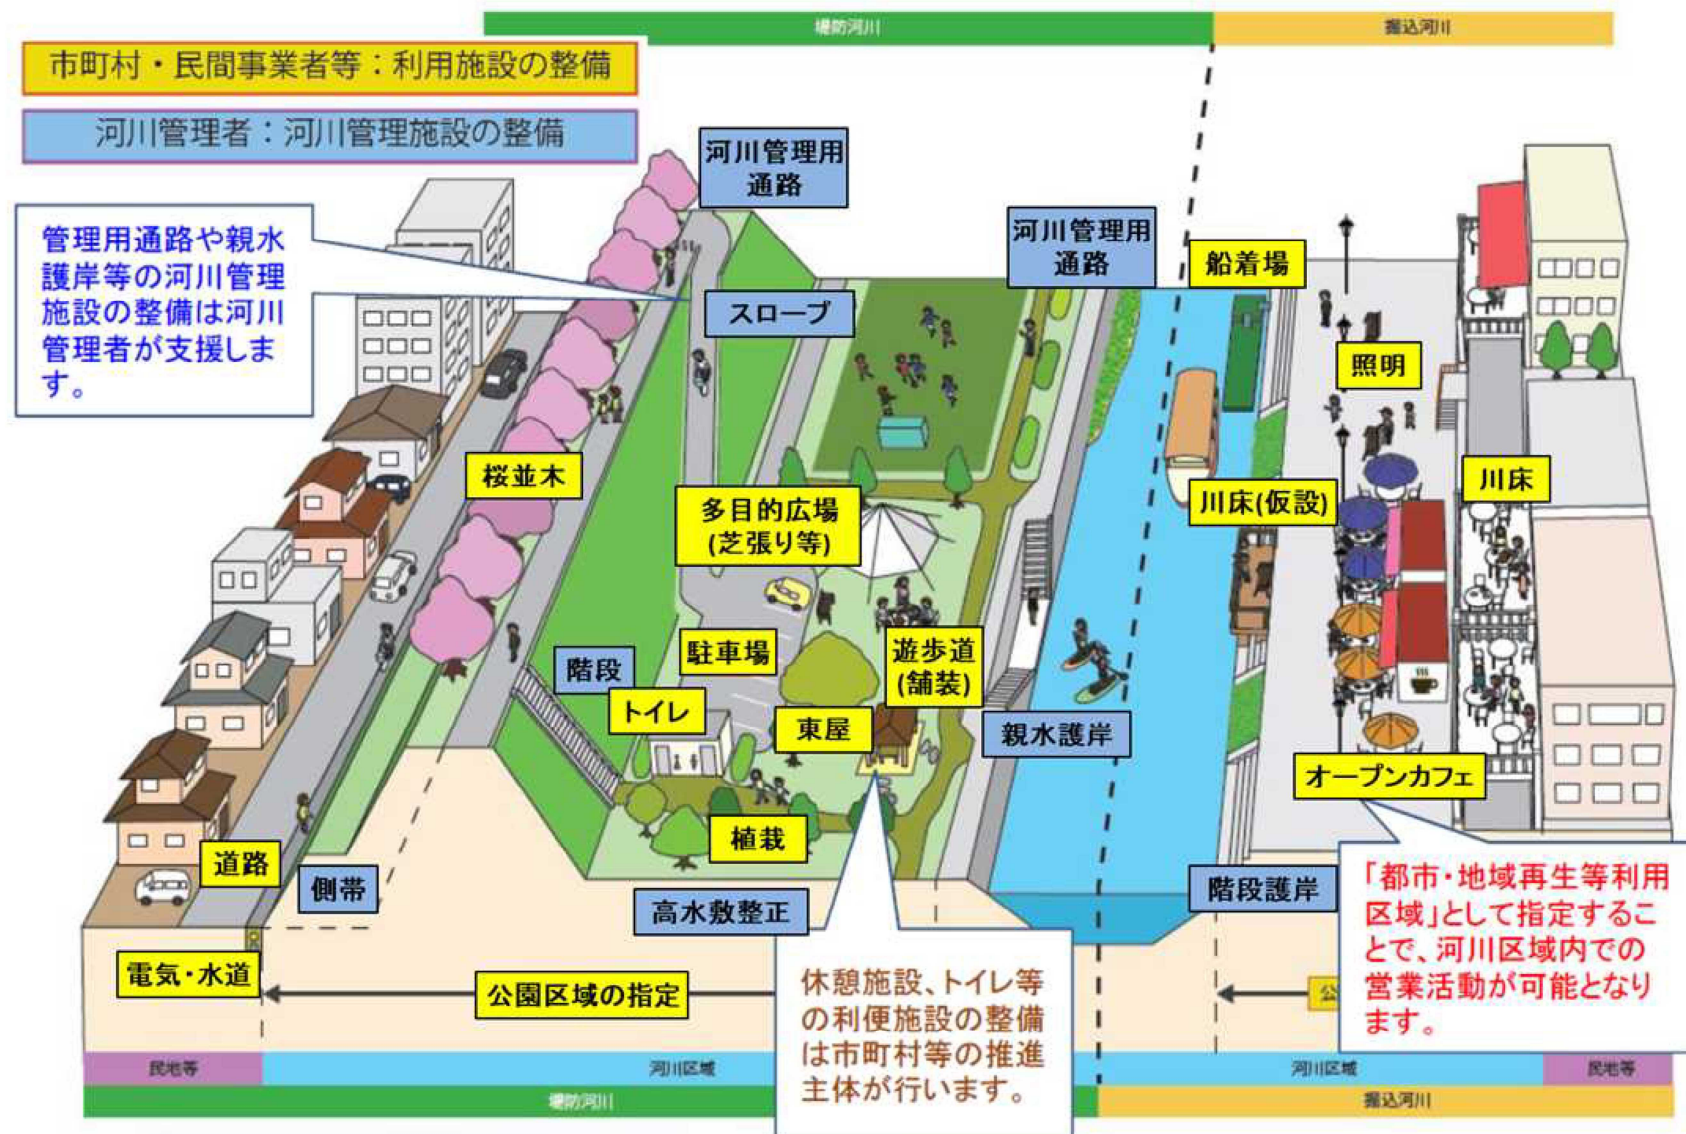 堤防河川
掘込河川
市町村・民間事業者等：利用施設の整備
河川管理者：河川管理施設の整備
河川管理用
通路
管理用通路や親水
護岸等の河川管理
施設の整備は河川
管理者が支援しま
す。
河川管理用
通路
船着場
スロープ
照明
桜並木
川床
川床(仮設)
多目的広場
(芝張り等)
駐車場
遊歩道
(舗装)
階段
トイレ
東屋
親水護岸
オープンカフェ
植栽
道路
側帯
高水敷整正
階段護岸
「都市・地域再生等利用
区域」として指定するこ
とで、河川区域内での
営業活動が可能となり
ます。
電気・水道
公園区域の指定
休憩施設、トイレ等
の利便施設の整備
は市町村等の推進
主体が行います。
公
民地等
河川区域
河川区域
民地等
堤防河川
掘込河川